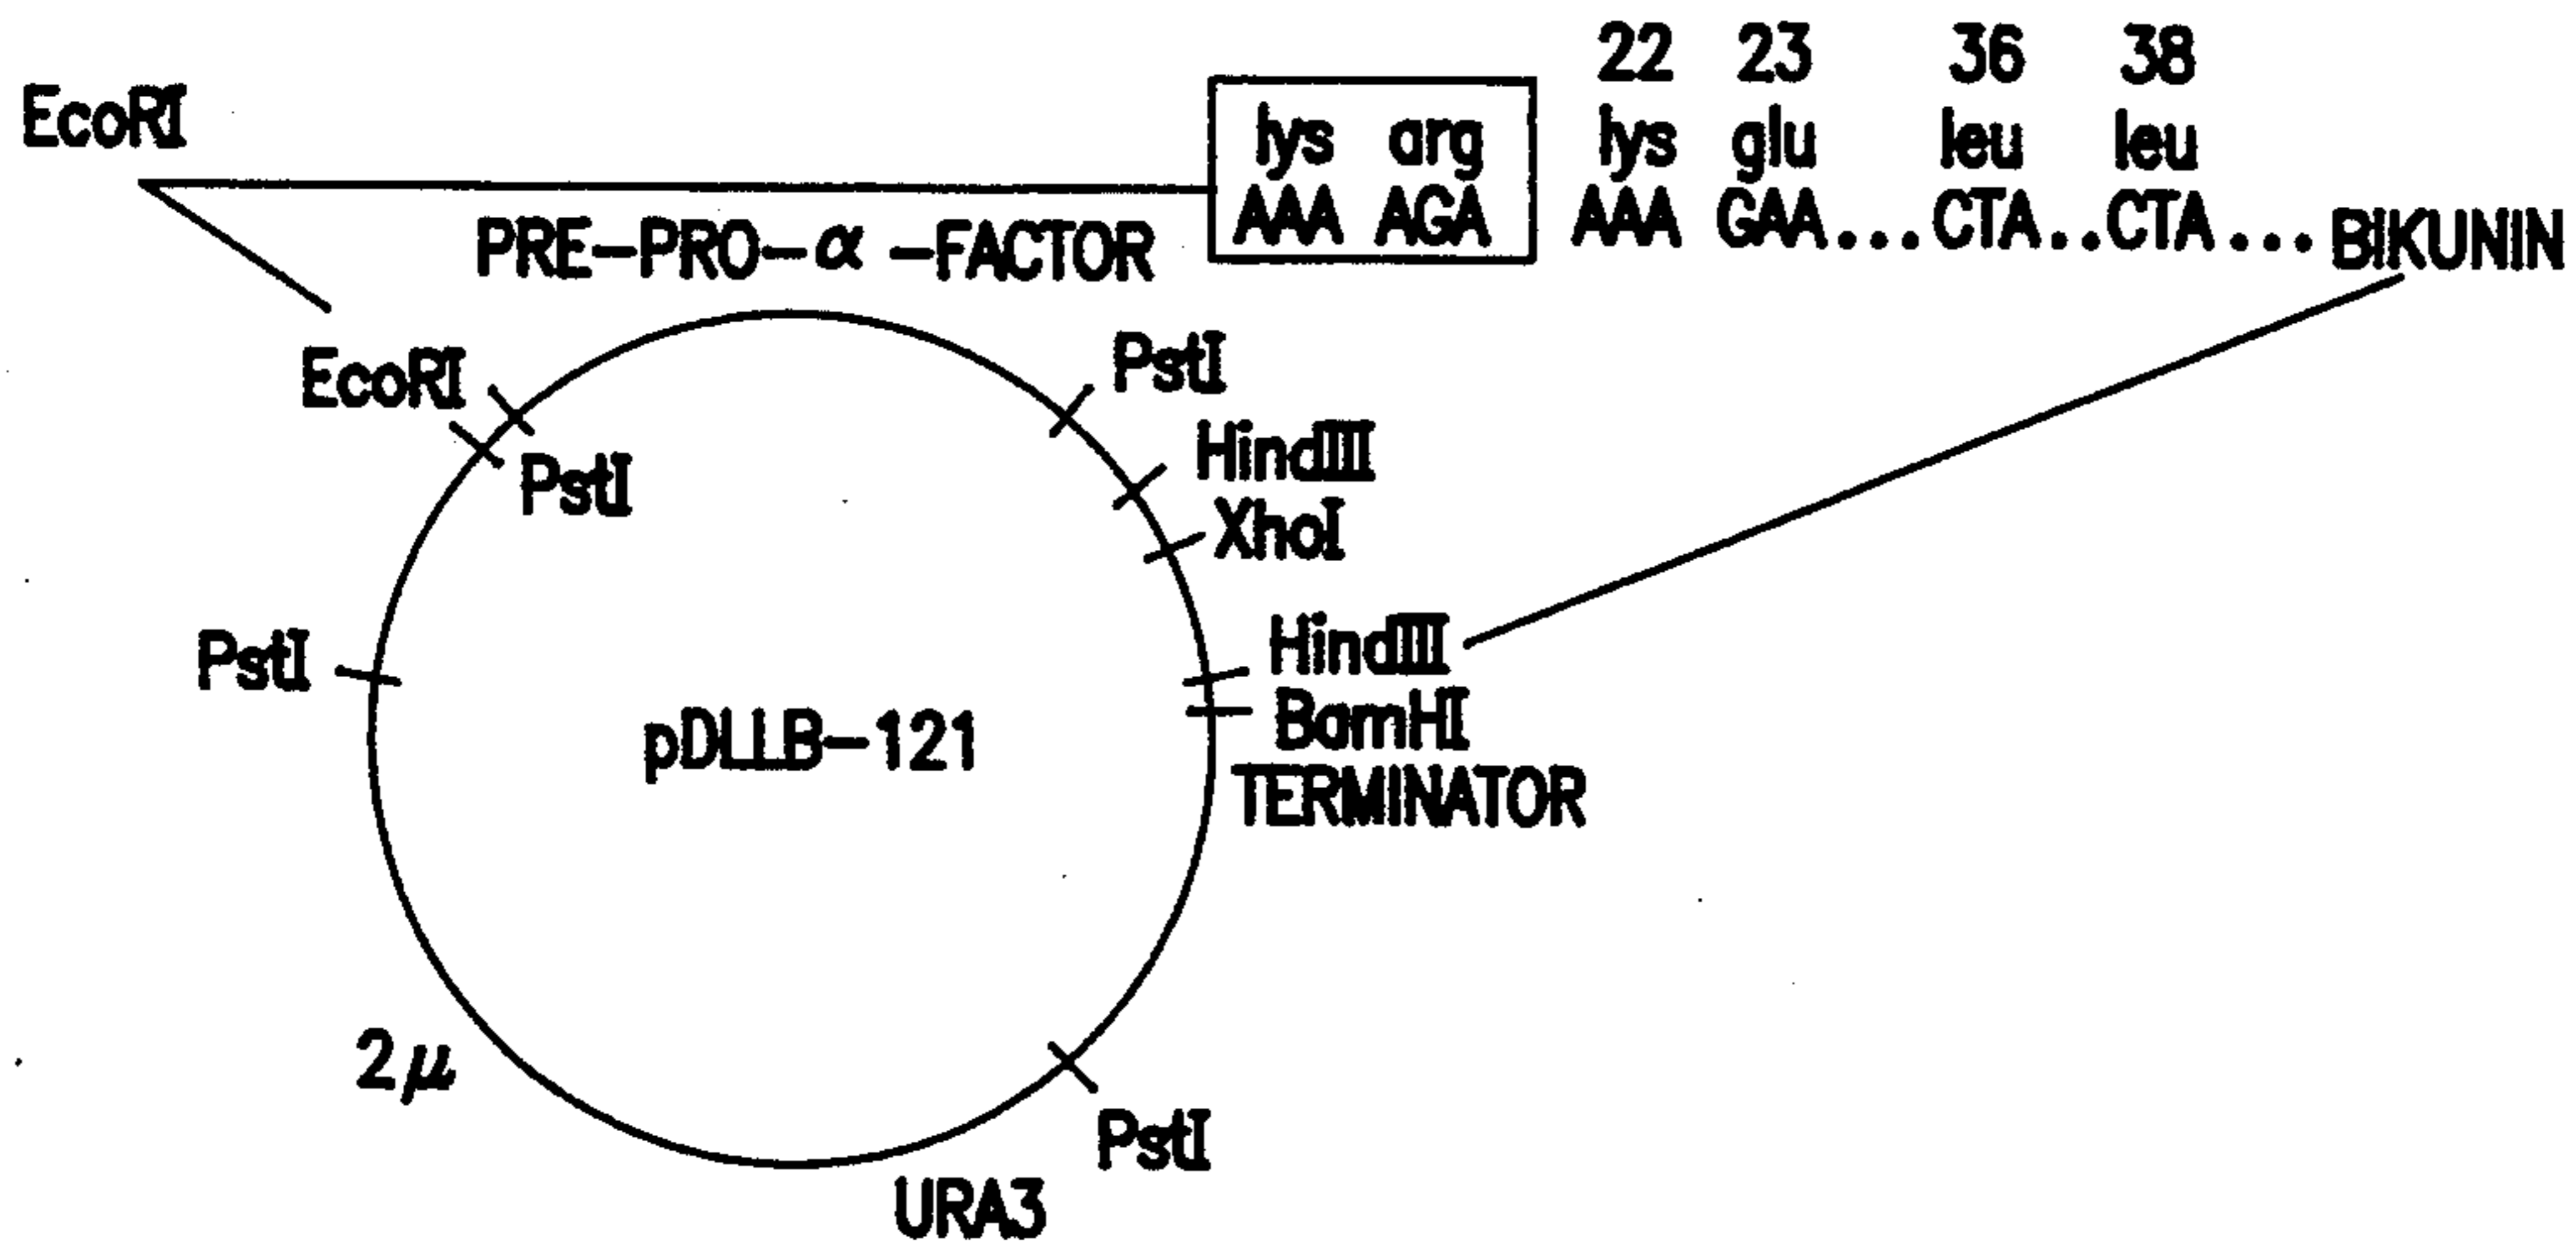 22 23 36 38
EcoRI
lys arg lys glu leu leu
AAA AGA AAA GAA...CTA..CTA...BIKUNIN
PRE-PRO-α-FACTOR
PstI
EcoRI
HindIII
PstI
XhoI
HindIII
PstI
BamHI
pDLLB-121
TERMINATOR
2μ
PstI
URA3